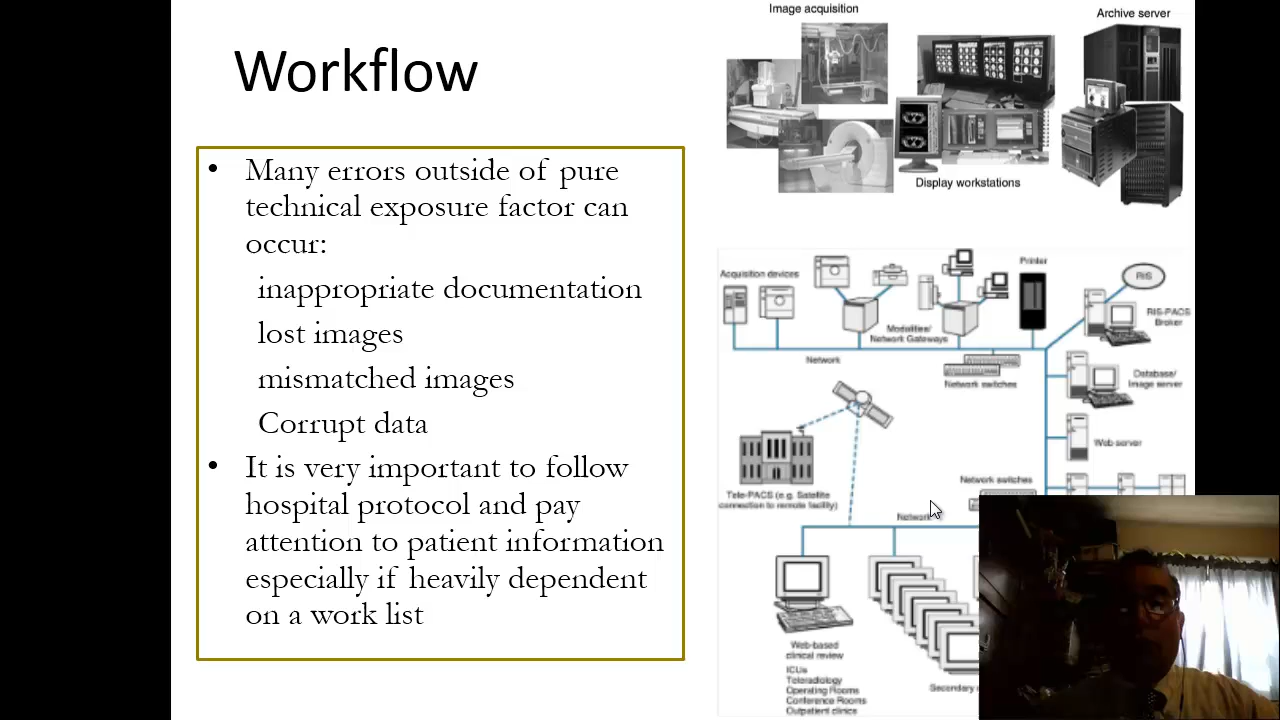 Workflow
• Many errors outside of pure
technical exposure factor can
occur:
inappropriate documentation
lost images
mismatched images
Corrupt data
• It is very important to follow
hospital protocol and pay
attention to patient information
especially if heavily dependent
on a work list
Image acquisition
Archive server
Display workstations
Acquisition devices
Printer
RIS
RIS-PACS
Broker
Modalities/
Network Gateways
Network
Network switches
Database/
Image server
Web server
Tele-PACS (e.g. Satellite
connection to remote facility)
Network switches
Network
Web-based
clinical review
ICUs
Teleradiology
Operating Rooms
Conference Rooms
Outpatient clinics
Secondary